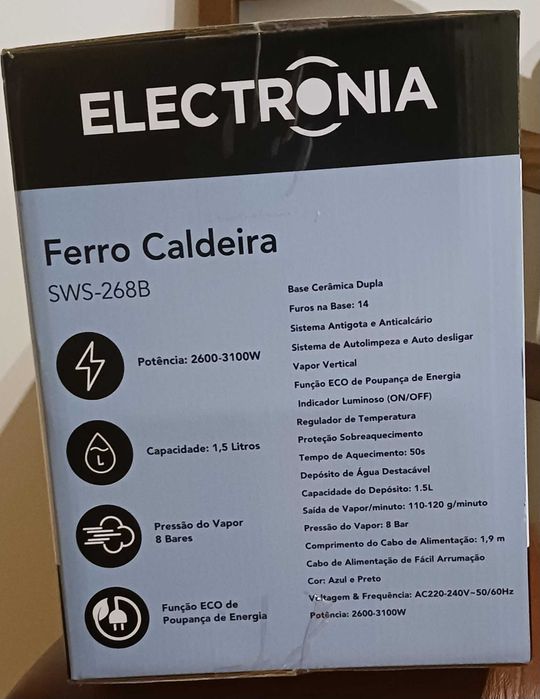 ELECTRONIA
Ferro Caldeira
SWS-268B
Potência: 2600-3100W
L
Capacidade: 1,5 Litros
Pressão do Vapor
8 Bares
Função ECO de
Poupança de Energia
Base Cerâmica Dupla
Furos na Base: 14
Sistema Antigota e Anticalcário
Sistema de Autolimpeza e Auto desligar
Vapor Vertical
Função ECO de Poupança de Energia
Indicador Luminoso (ON/OFF)
Regulador de Temperatura
Proteção Sobreaquecimento
Tempo de Aquecimento: 50s
Depósito de Água Destacável
Capacidade do Depósito: 1.5L
Saída de Vapor/minuto: 110-120 g/minuto
Pressão do Vapor: 8 Bar
Comprimento do Cabo de Alimentação: 1,9 m
Cabo de Alimentação de Fácil Arrumação
Cor: Azul e Preto
Voltagem & Frequência: AC220-240V~50/60Hz
Potência: 2600-3100W